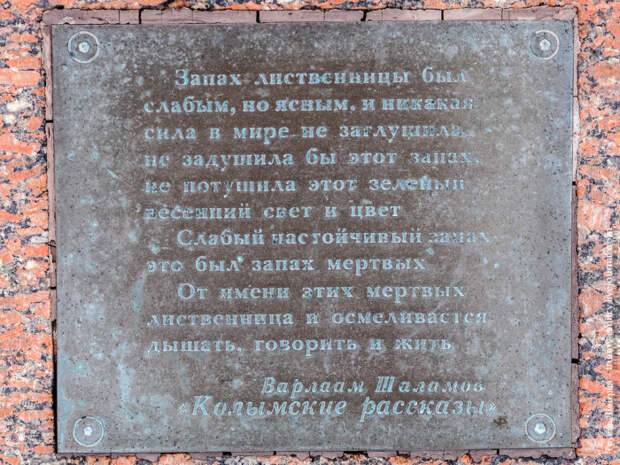 Запах лиственницы был
слабым, но ясным, и никакая
сила в мире не заглушила,
не задушила бы этот запах,
не потушила этот зеленый
весенний свет и цвет
Слабый настойчивый запах
это был запах мертвых
От имени этих мертвых
лиственница и осмеливается
дышать, говорить и жить
Варлаам Шаламов
«Колымские рассказы»